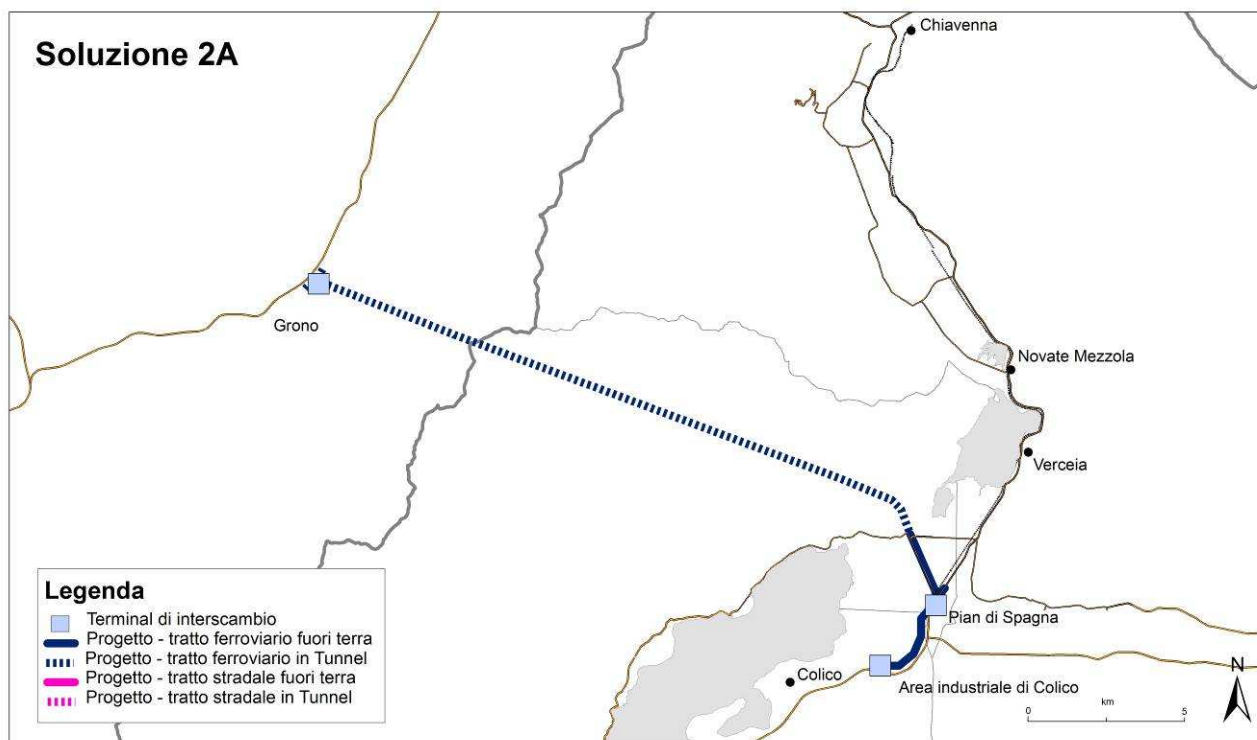 Soluzione 2A
Chiavenna
Grono
Novate Mezzola
Verceia
Pian di Spagna
Colico
Area industriale di Colico
Legenda
Terminal di interscambio
Progetto - tratto ferroviario fuori terra
Progetto - tratto ferroviario in Tunnel
Progetto - tratto stradale fuori terra
Progetto - tratto stradale in Tunnel
N
km
0 5